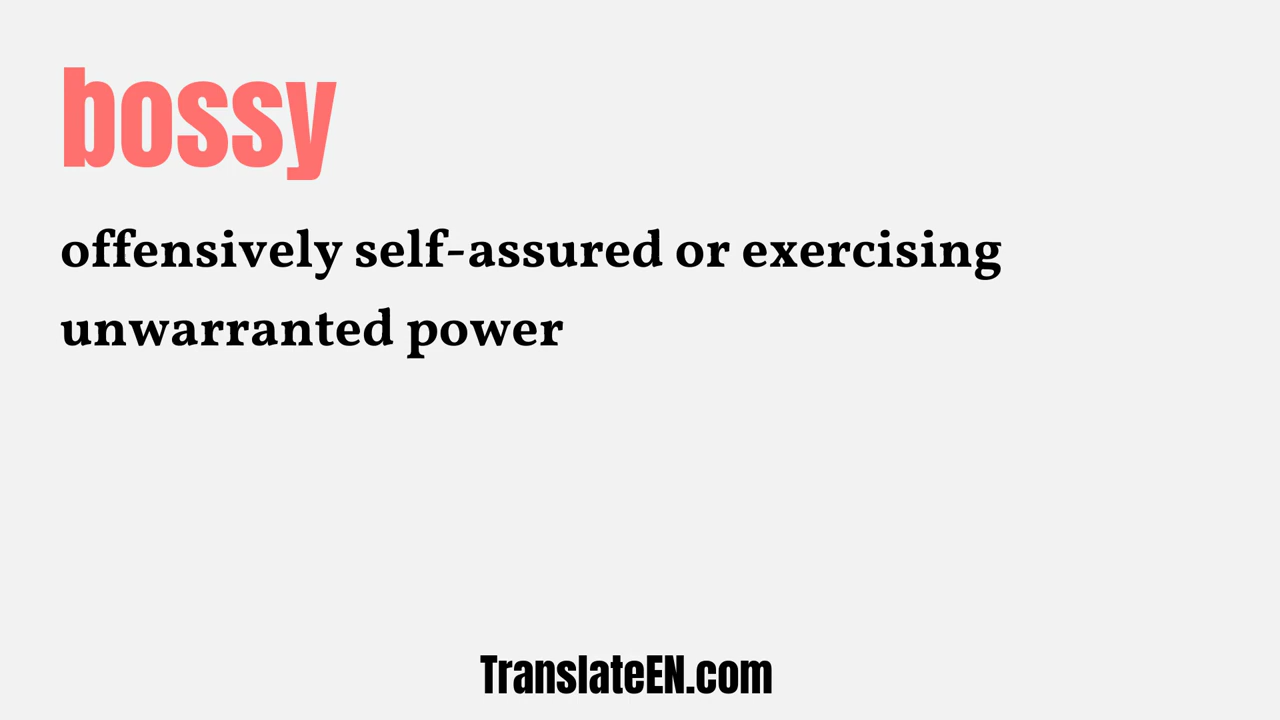 bossy
offensively self-assured or exercising
unwarranted power
TranslateEN.com